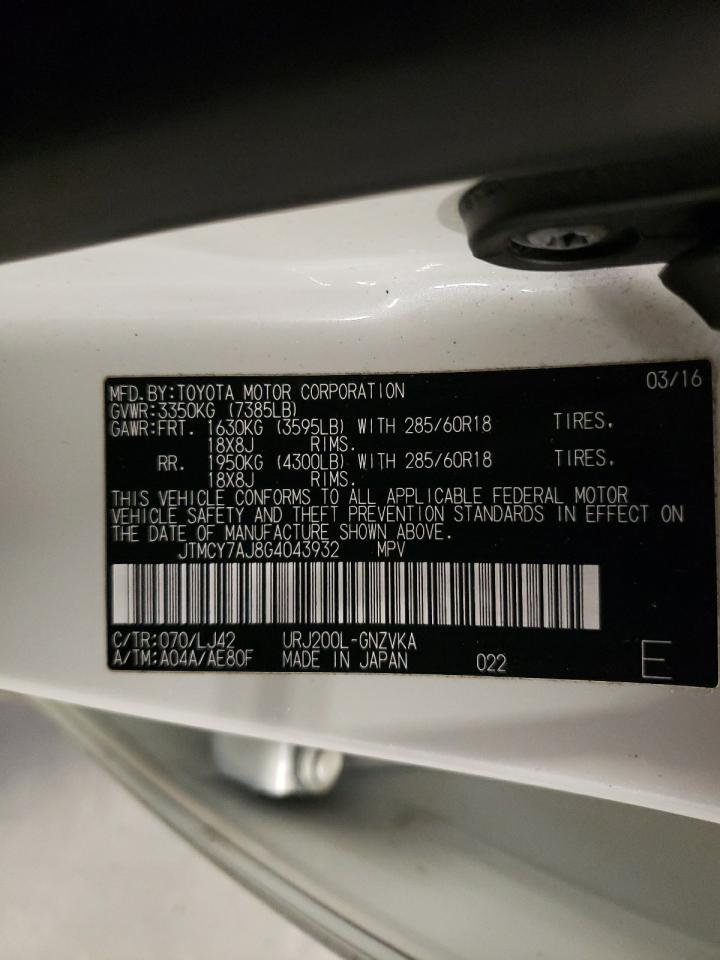 03/16
MFD.BY:TOYOTA MOTOR CORPORATION
GVWR:3350KG (7385LB)
GAWR:FRT. 1630KG (3595LB) WITH 285/60R18 TIRES,
18X8J RIMS.
RR. 1950KG (4300LB) WITH 285/60R18 TIRES,
18X8J RIMS.
THIS VEHICLE CONFORMS TO ALL APPLICABLE FEDERAL MOTOR
VEHICLE SAFETY AND THEFT PREVENTION STANDARDS IN EFFECT ON
THE DATE OF MANUFACTURE SHOWN ABOVE.
JTMCY7AJ8G4043932 MPV
C/TR:070/LJ42 URJ200L-GNZVKA
A/TM:A04A/AE80F MADE IN JAPAN 022 E